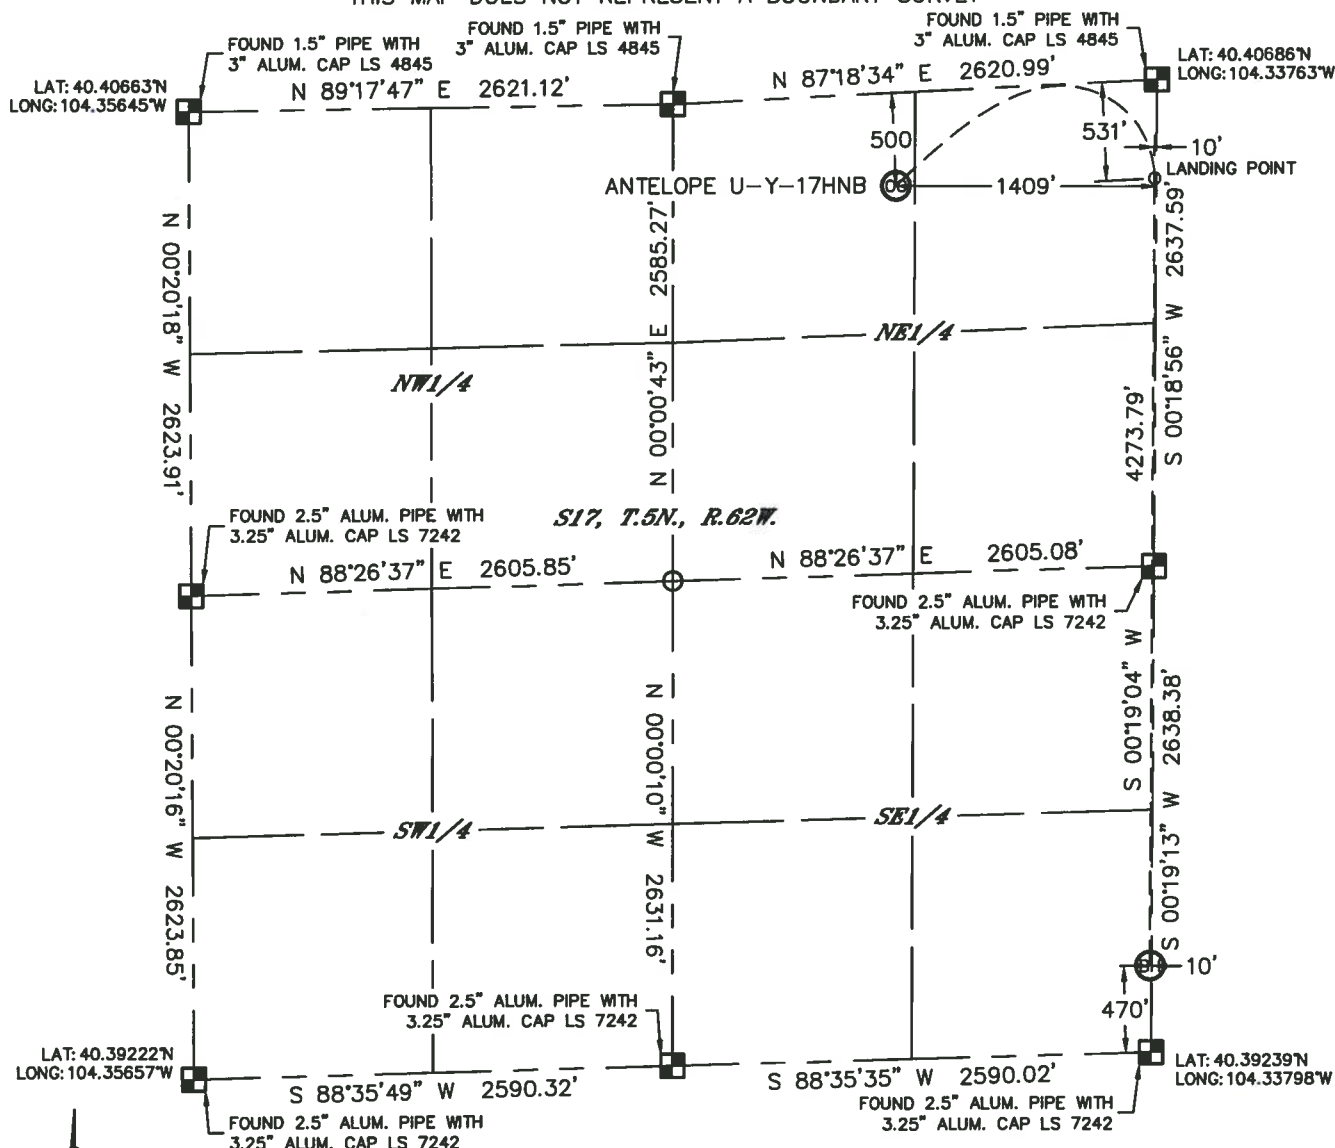 THIS MAP DOES NOT REPRESENT A BOUNDARY SURVEY
FOUND 1.5" PIPE WITH
3" ALUM. CAP LS 4845
FOUND 1.5" PIPE WITH
3" ALUM. CAP LS 4845
FOUND 1.5" PIPE WITH
3" ALUM. CAP LS 4845
LAT: 40.40663°N
LONG: 104.35645°W
LAT: 40.40686°N
LONG: 104.33763°W
N 89°17'47" E 2621.12'
N 87°18'34" E 2620.99'
500
531'
10'
LANDING POINT
ANTELOPE U-Y-17HNB
1409'
N 00°20'18" W 2623.91'
N 00°00'43" E 2585.27'
S 00°18'56" W 2637.59'
NW1/4
NE1/4
4273.79'
S 00°19'04" W
FOUND 2.5" ALUM. PIPE WITH
3.25" ALUM. CAP LS 7242
S17, T.5N., R.62W.
N 88°26'37" E 2605.85'
N 88°26'37" E 2605.08'
FOUND 2.5" ALUM. PIPE WITH
3.25" ALUM. CAP LS 7242
N 00°20'16" W 2623.85'
N 00°00'10" W 2631.16'
S 00°19'13" W 2638.38'
SW1/4
SE1/4
10'
470'
FOUND 2.5" ALUM. PIPE WITH
3.25" ALUM. CAP LS 7242
LAT: 40.39222°N
LONG: 104.35657°W
S 88°35'49" W 2590.32'
S 88°35'35" W 2590.02'
LAT: 40.39239°N
LONG: 104.33798°W
FOUND 2.5" ALUM. PIPE WITH
3.25" ALUM. CAP LS 7242
FOUND 2.5" ALUM. PIPE WITH
3.25" ALUM. CAP LS 7242